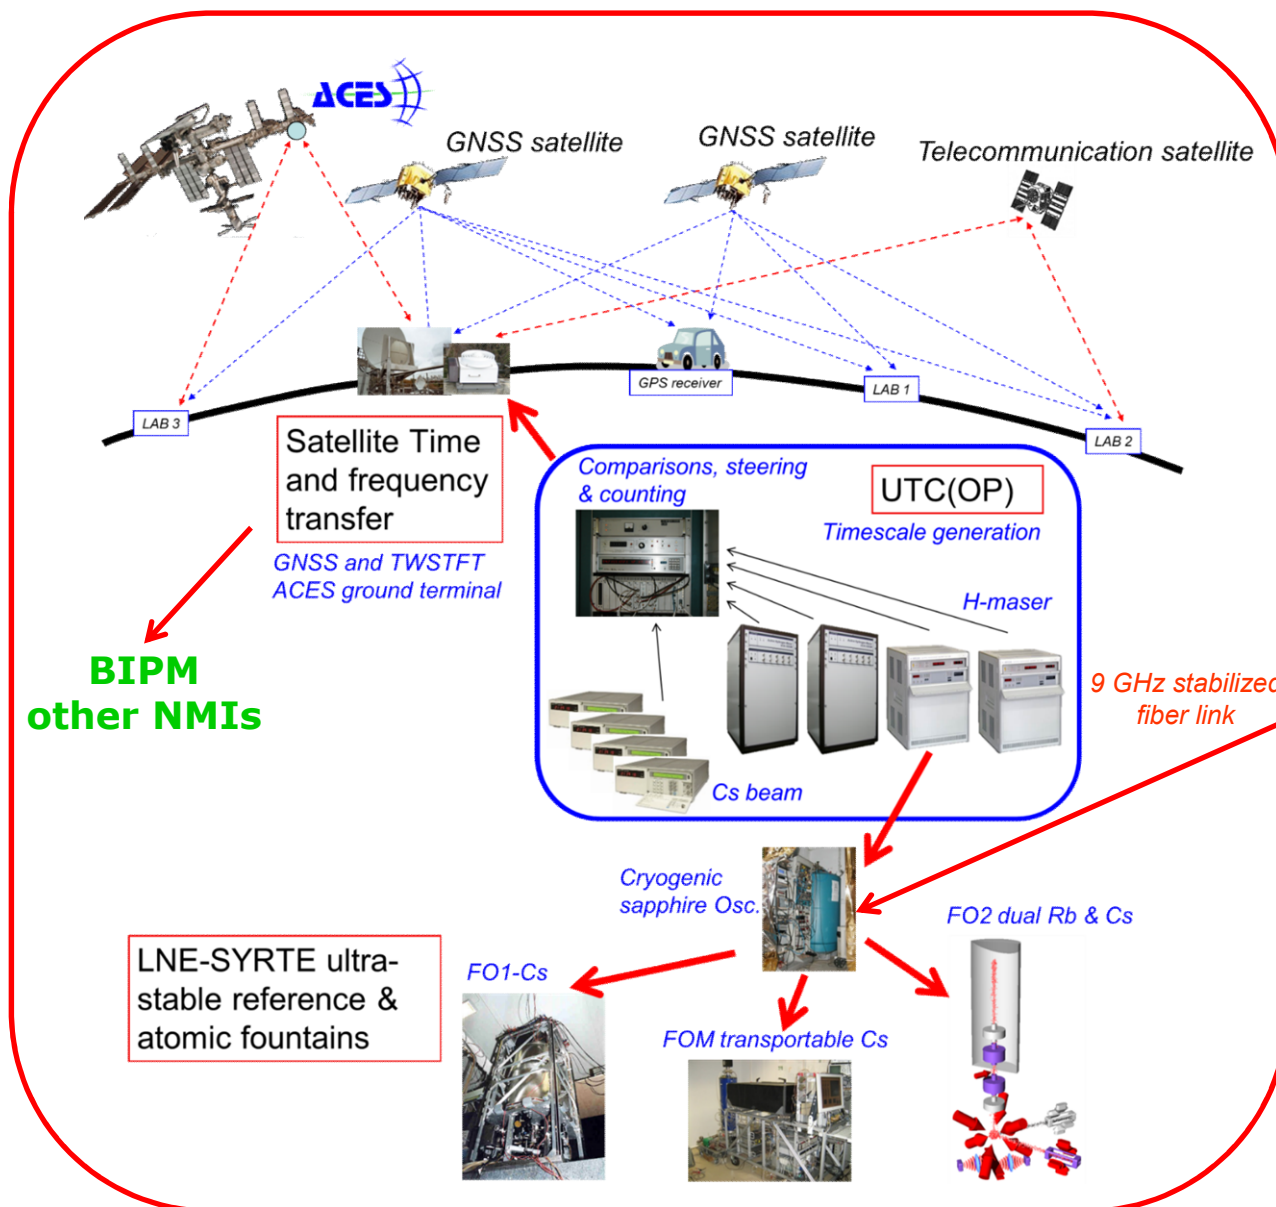 ACES
GNSS satellite
GNSS satellite
Telecommunication satellite
GPS receiver
LAB 1
LAB 3
LAB 2
Satellite Time
and frequency
transfer
GNSS and TWSTFT
ACES ground terminal
BIPM
other NMIs
Comparisons, steering
& counting
UTC(OP)
Timescale generation
H-maser
Cs beam
9 GHz stabilized
fiber link
Cryogenic
sapphire Osc.
FO2 dual Rb & Cs
LNE-SYRTE ultra-
stable reference &
atomic fountains
FO1-Cs
FOM transportable Cs